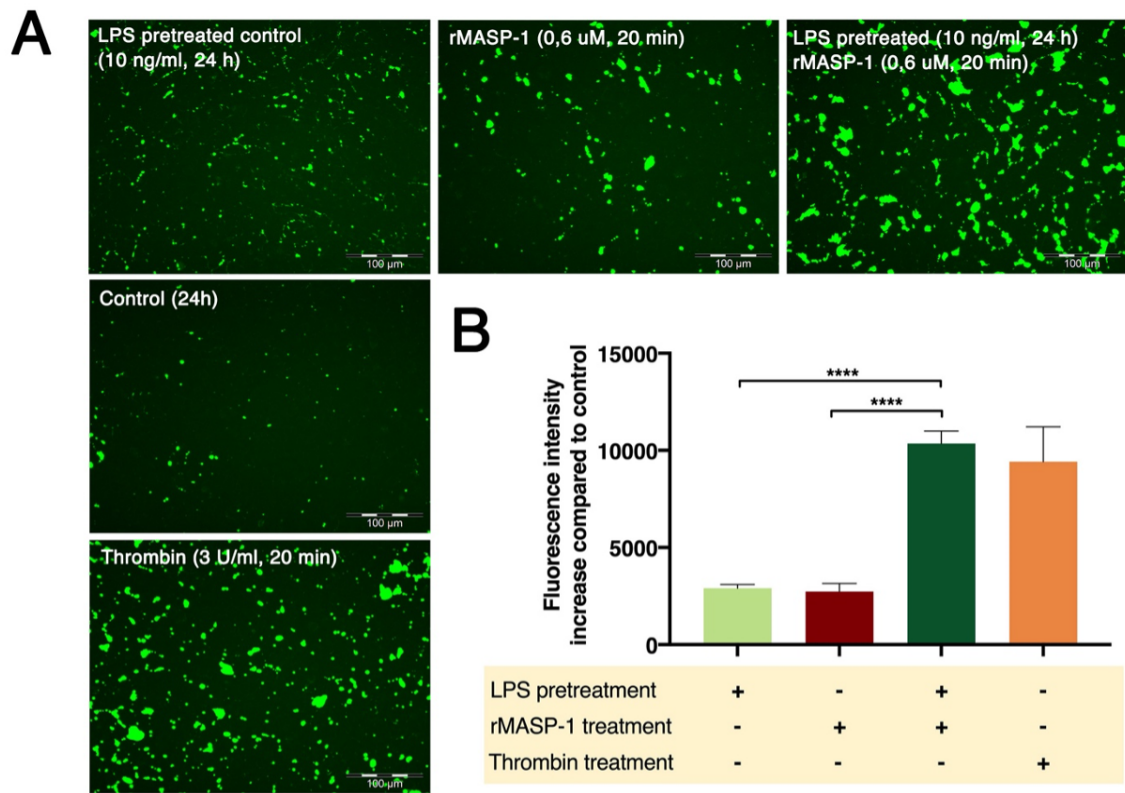 A
LPS pretreated control
(10 ng/ml, 24 h)
100 µm
rMASP-1 (0,6 uM, 20 min)
100 µm
LPS pretreated (10 ng/ml, 24 h)
rMASP-1 (0,6 uM, 20 min)
100 µm
Control (24h)
100 µm
Thrombin (3 U/ml, 20 min)
100 µm
B
Fluorescence intensity
increase compared to control
15000
10000
5000
0
****
****
LPS pretreatment + - + -
rMASP-1 treatment - + + -
Thrombin treatment - - - +